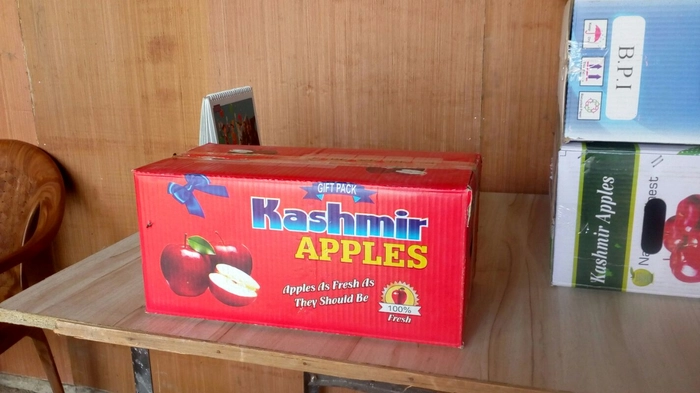 GIFT PACK
Kashmir
APPLES
Apples As Fresh As
They Should Be
100%
Fresh
B.P.I
Kashmir Apples